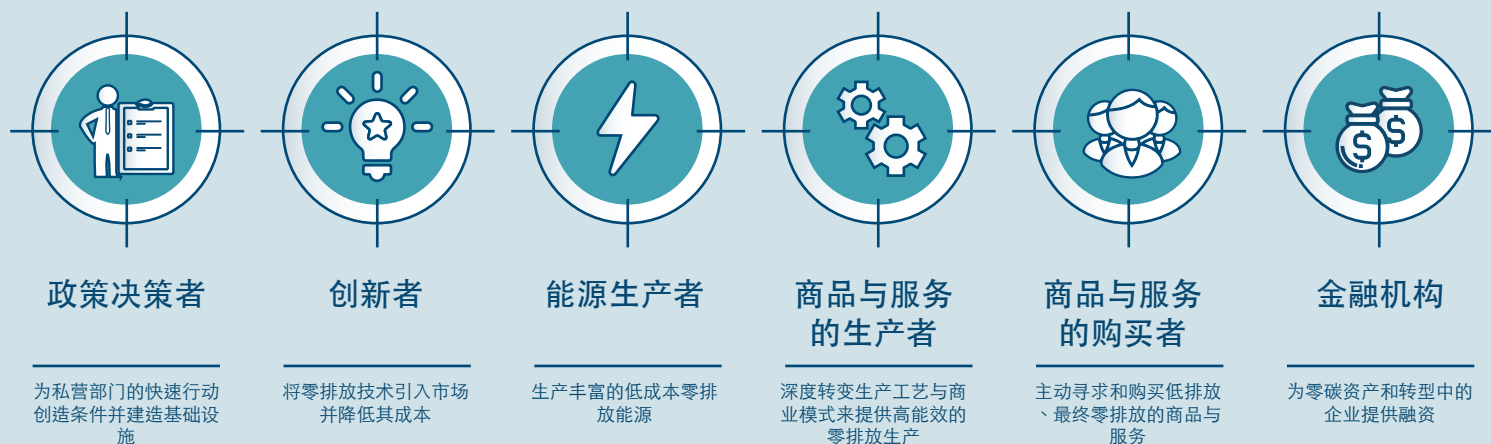 政策决策者
为私营部门的快速行动
创造条件并建造基础设
施
创新者
将零排放技术引入市场
并降低其成本
能源生产者
生产丰富的低成本零排
放能源
商品与服务
的生产者
深度转变生产工艺与商
业模式来提供高能效的
零排放生产
商品与服务
的购买者
主动寻求和购买低排放
、最终零排放的商品与
服务
$
$
金融机构
为零碳资产和转型中的
企业提供融资